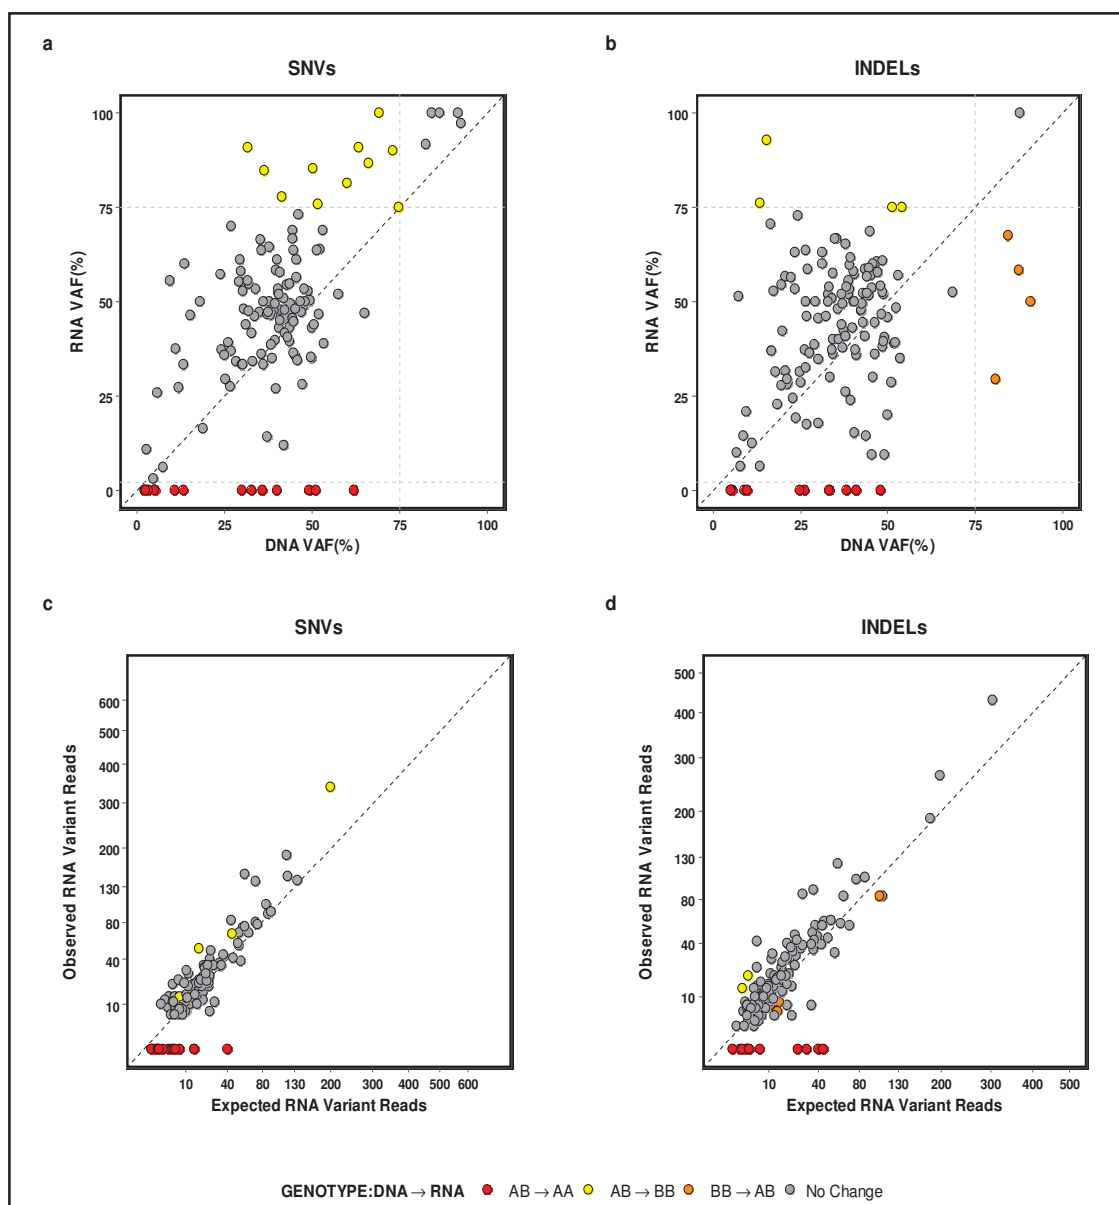 a
SNVs
100
75
50
25
0
RNA VAF(%)
0 25 50 75 100
DNA VAF(%)
b
INDELs
100
75
50
25
0
RNA VAF(%)
0 25 50 75 100
DNA VAF(%)
c
SNVs
600
500
400
300
200
130
80
40
10
Observed RNA Variant Reads
10 40 80 130 200 300 400 500 600
Expected RNA Variant Reads
d
INDELs
500
400
300
200
130
80
40
10
Observed RNA Variant Reads
10 40 80 130 200 300 400 500
Expected RNA Variant Reads
GENOTYPE:DNA → RNA AB → AA AB → BB BB → AB No Change